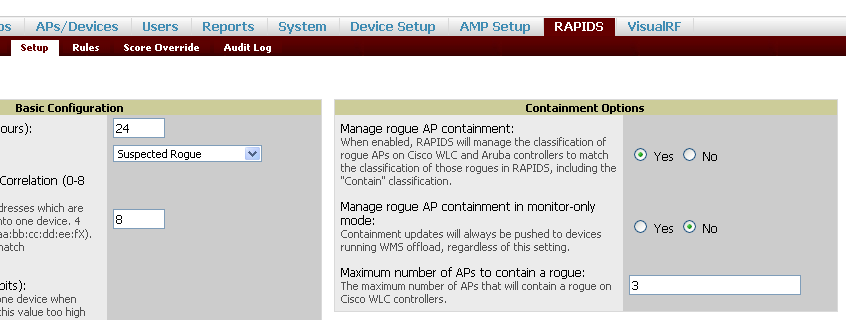 ps APs/Devices Users Reports System Device Setup AMP Setup RAPIDS VisualRF
Setup Rules Score Override Audit Log
Basic Configuration
ours):
24
Suspected Rogue
Correlation (0-8
dresses which are
nto one device. 4
aa:bb:cc:dd:ee:fX).
match
8
bits):
one device when
this value too high
Containment Options
Manage rogue AP containment:
When enabled, RAPIDS will manage the classification of
rogue APs on Cisco WLC and Aruba controllers to match
the classification of those rogues in RAPIDS, including the
"Contain" classification.
Yes No
Manage rogue AP containment in monitor-only
mode:
Containment updates will always be pushed to devices
running WMS offload, regardless of this setting.
Yes No
Maximum number of APs to contain a rogue:
The maximum number of APs that will contain a rogue on
Cisco WLC controllers.
3